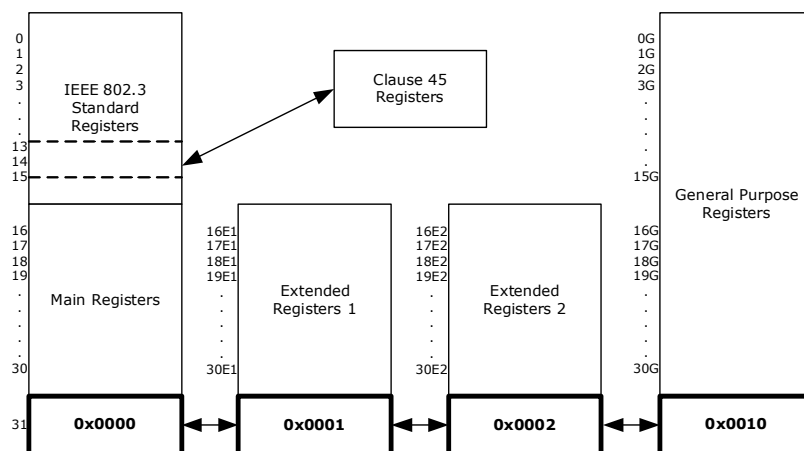 0
1
2
3
.
.
.
13
14
15
IEEE 802.3
Standard
Registers
Clause 45
Registers
0G
1G
2G
3G
.
.
.
.
.
15G
General Purpose
Registers
16
17
18
19
.
.
.
.
.
30
Main Registers
16E1
17E1
18E1
19E1
.
.
.
.
.
30E1
Extended
Registers 1
16E2
17E2
18E2
19E2
.
.
.
.
.
30E2
Extended
Registers 2
16G
17G
18G
19G
.
.
.
.
.
30G
31
0x0000
0x0001
0x0002
0x0010